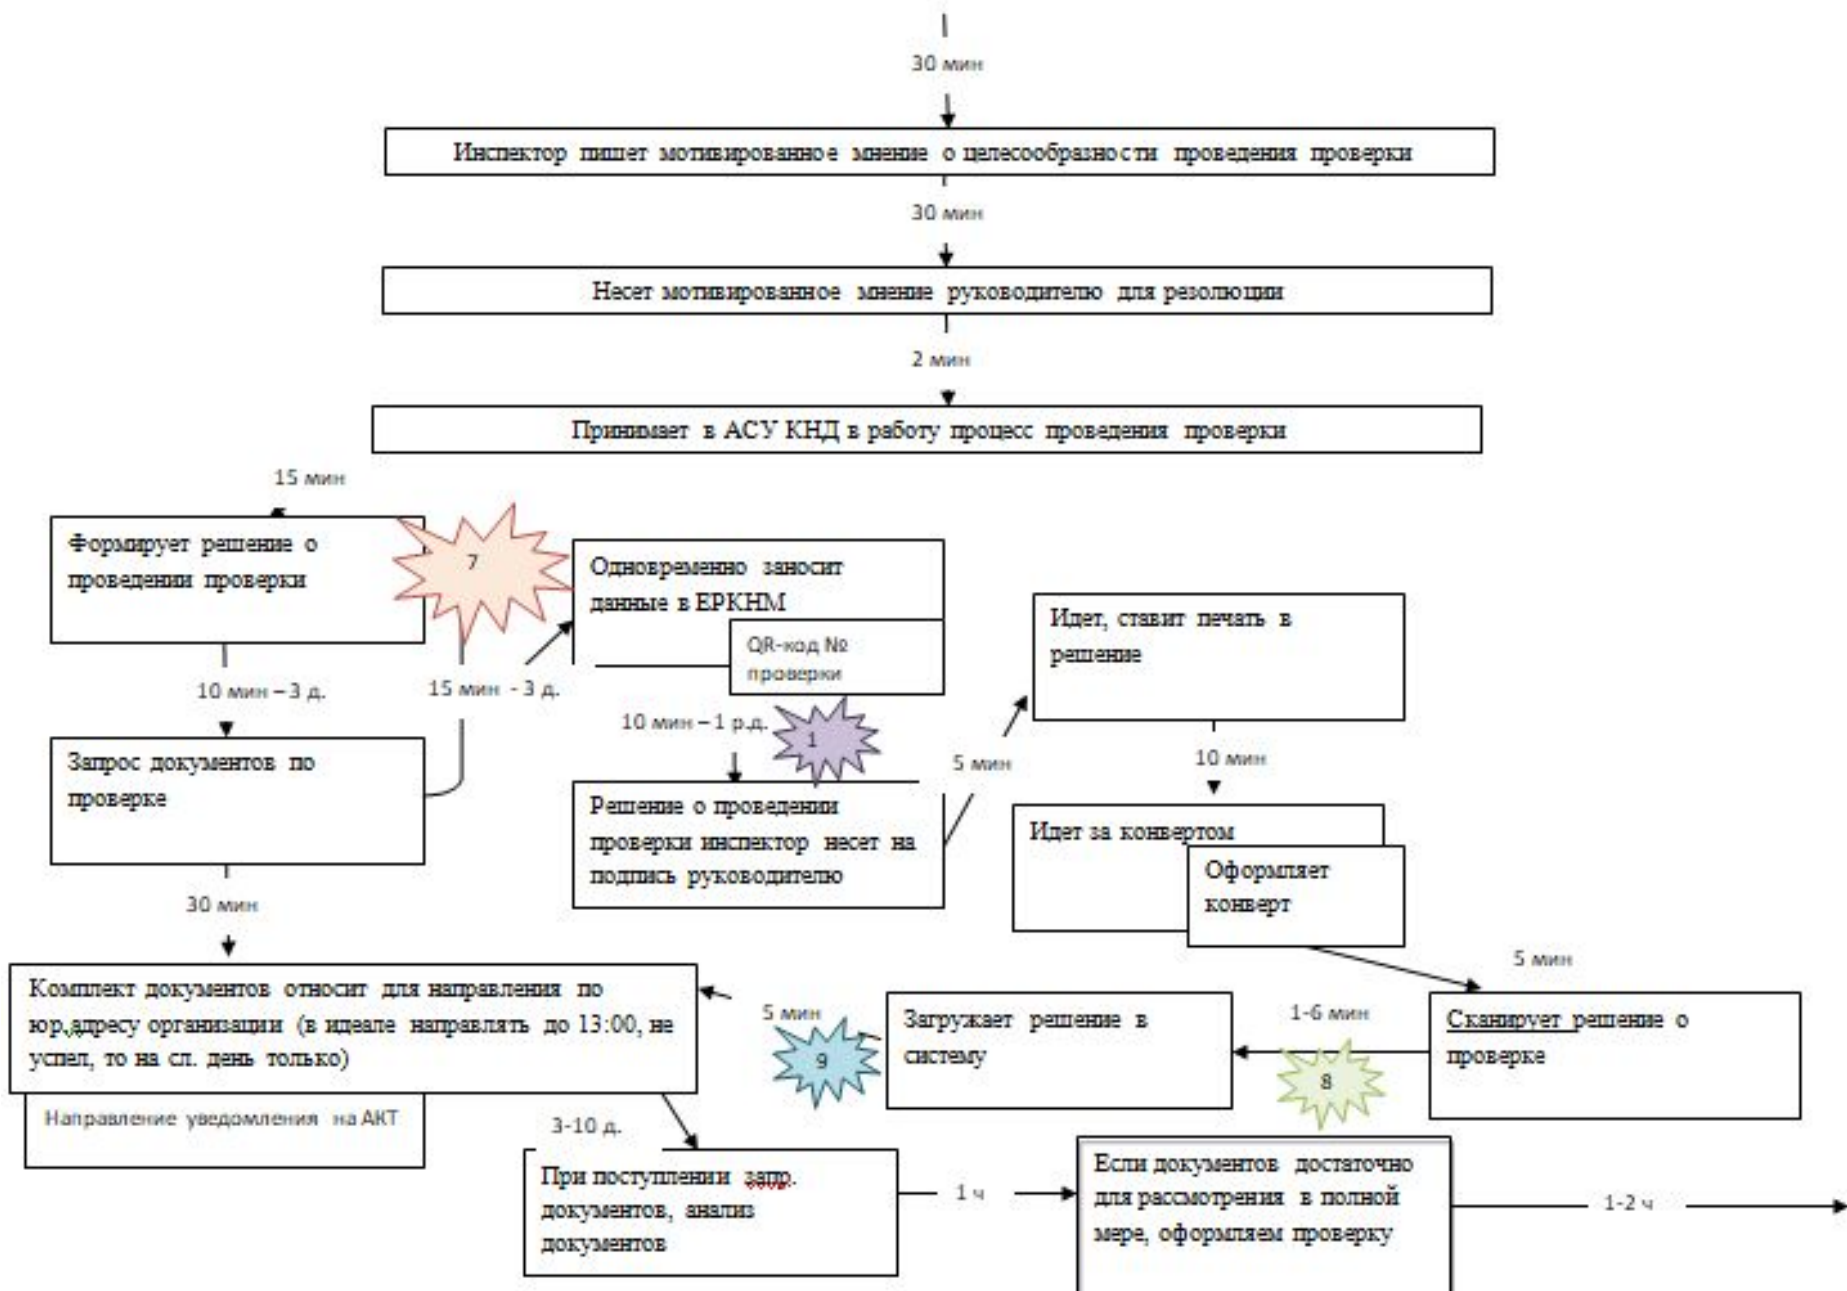 30 мин
Инспектор пишет мотивированное мнение о целесообразности проведения проверки
30 мин
Несет мотивированное мнение руководителю для резолюции
2 мин
Принимает в АСУ КНД в работу процесс проведения проверки
15 мин
Формирует решение о
проведении проверки
7
Одновременно заносит
данные в ЕРКНМ
QR-код №
проверки
Идет, ставит печать в
решение
10 мин – 3 д.
15 мин - 3 д.
10 мин – 1 р.д.
1
5 мин
10 мин
Запрос документов по
проверке
Решение о проведении
проверки инспектор несет на
подпись руководителю
Идет за конвертом
Оформляет
конверт
30 мин
5 мин
Комплект документов относит для направления по
юр.адресу организации (в идеале направлять до 13:00, не
успел, то на сл. день только)
5 мин
9
Загружает решение в
систему
1-6 мин
8
Сканирует решение о
проверке
Направление уведомления на АКТ
3-10 д.
При поступлении запр.
документов, анализ
документов
1 ч
Если документов достаточно
для рассмотрения в полной
мере, оформляем проверку
1-2 ч